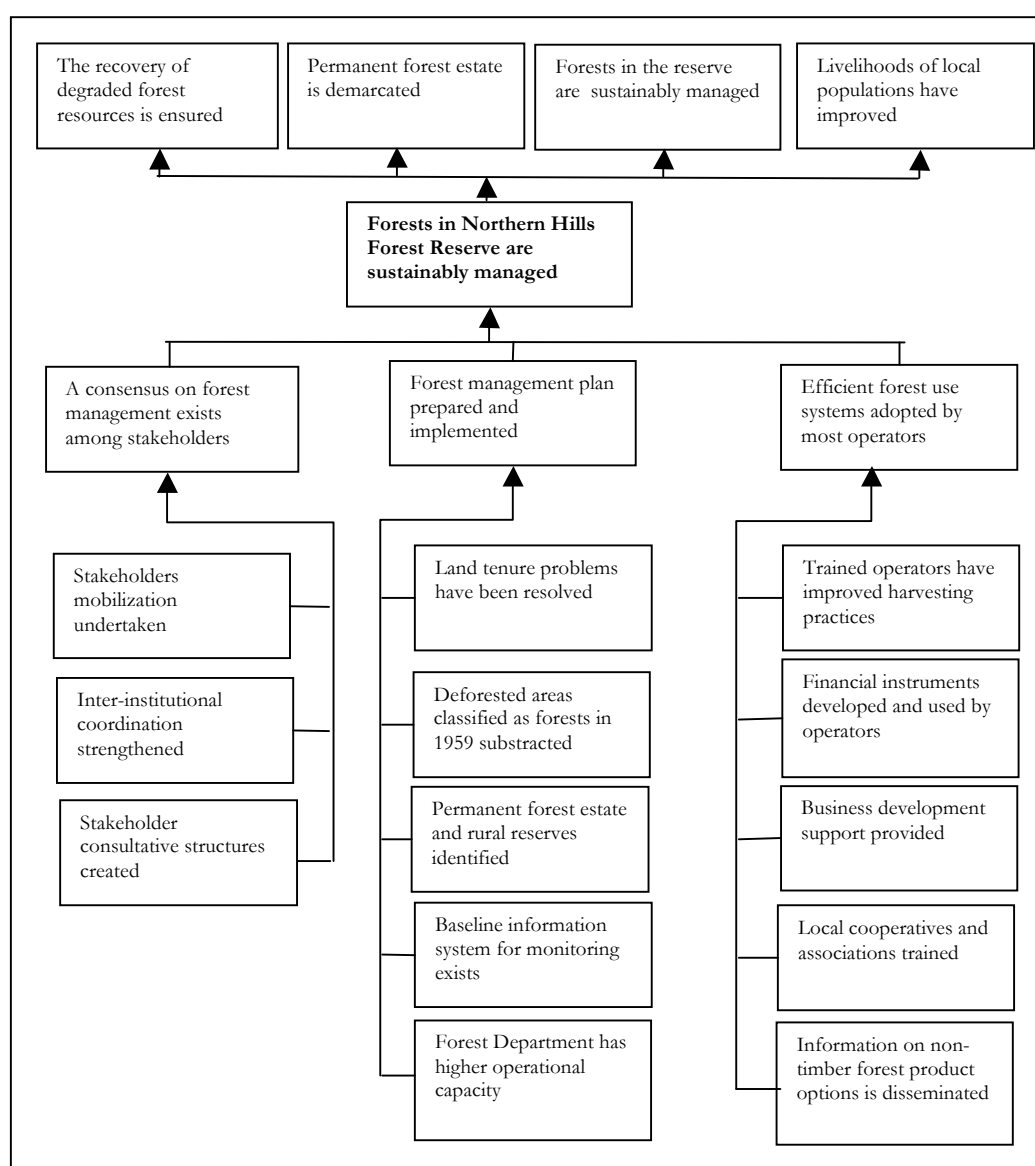 The recovery of
degraded forest
resources is ensured
Permanent forest estate
is demarcated
Forests in the reserve
are sustainably managed
Livelihoods of local
populations have
improved
Forests in Northern Hills
Forest Reserve are
sustainably managed
A consensus on forest
management exists
among stakeholders
Forest management plan
prepared and
implemented
Efficient forest use
systems adopted by
most operators
Stakeholders
mobilization
undertaken
Inter-institutional
coordination
strengthened
Stakeholder
consultative structures
created
Land tenure problems
have been resolved
Deforested areas
classified as forests in
1959 substracted
Permanent forest estate
and rural reserves
identified
Baseline information
system for monitoring
exists
Forest Department has
higher operational
capacity
Trained operators have
improved harvesting
practices
Financial instruments
developed and used by
operators
Business development
support provided
Local cooperatives and
associations trained
Information on non-
timber forest product
options is disseminated